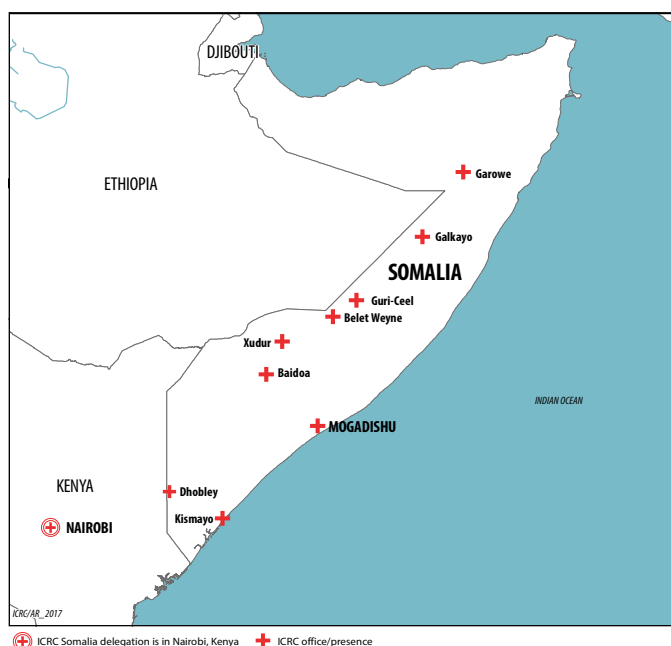 DJIBOUTI
ETHIOPIA
Garowe
Galkayo
SOMALIA
Guri-Ceel
Belet Weyne
Xudur
Baidoa
INDIAN OCEAN
MOGADISHU
KENYA
Dhobley
Kismayo
NAIROBI
ICRC/AR_2017
ICRC Somalia delegation is in Nairobi, Kenya
ICRC office/presence